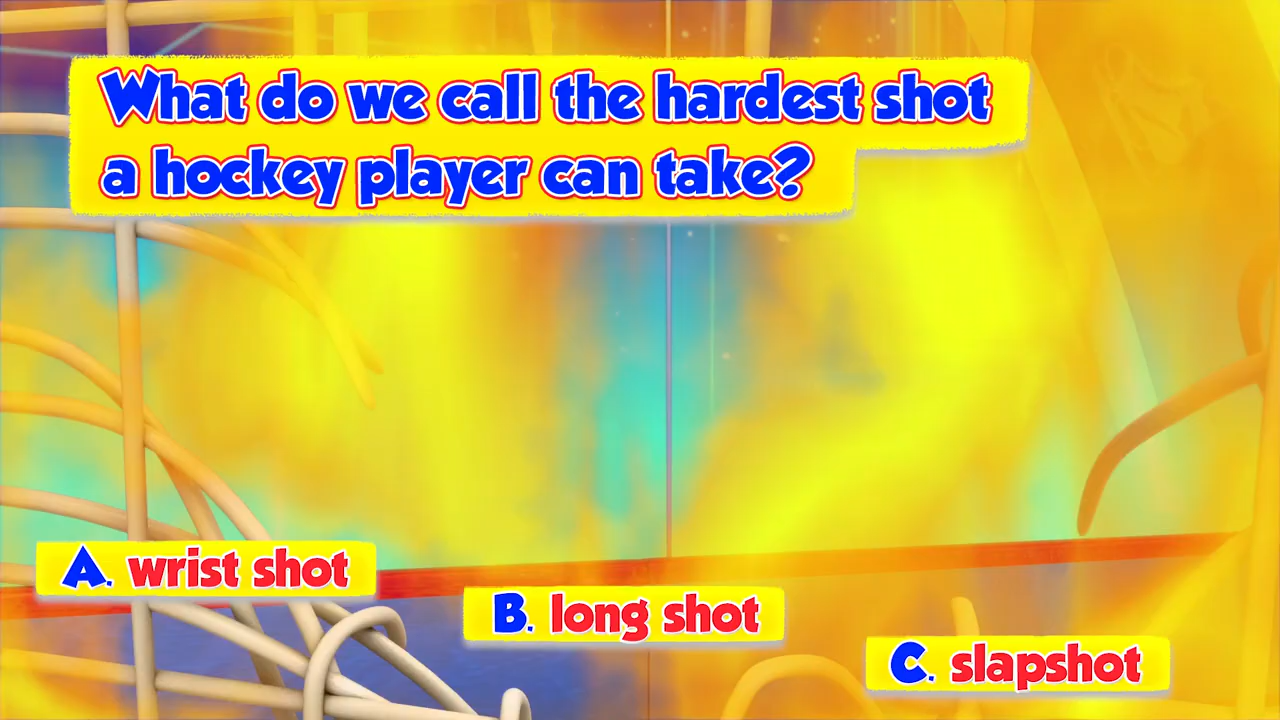 What do we call the hardest shot
a hockey player can take?
A. wrist shot
B. long shot
C. slapshot